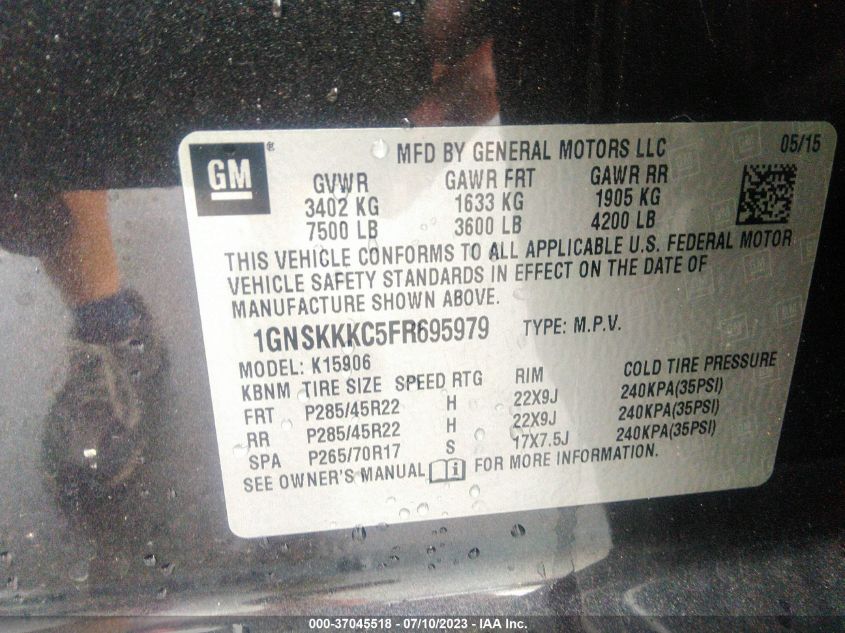 GM ® MFD BY GENERAL MOTORS LLC 05/15
GVWR GAWR FRT GAWR RR
3402 KG 1633 KG 1905 KG
7500 LB 3600 LB 4200 LB
THIS VEHICLE CONFORMS TO ALL APPLICABLE U.S. FEDERAL MOTOR
VEHICLE SAFETY STANDARDS IN EFFECT ON THE DATE OF
MANUFACTURE SHOWN ABOVE.
1GNSKKKC5FR695979 TYPE: M.P.V.
MODEL: K15906
KBNM TIRE SIZE SPEED RTG RIM COLD TIRE PRESSURE
FRT P285/45R22 H 22X9J 240KPA(35PSI)
RR P285/45R22 H 22X9J 240KPA(35PSI)
SPA P265/70R17 S 17X7.5J 240KPA(35PSI)
SEE OWNER'S MANUAL i FOR MORE INFORMATION.
000-37045518 - 07/10/2023 - IAA Inc.